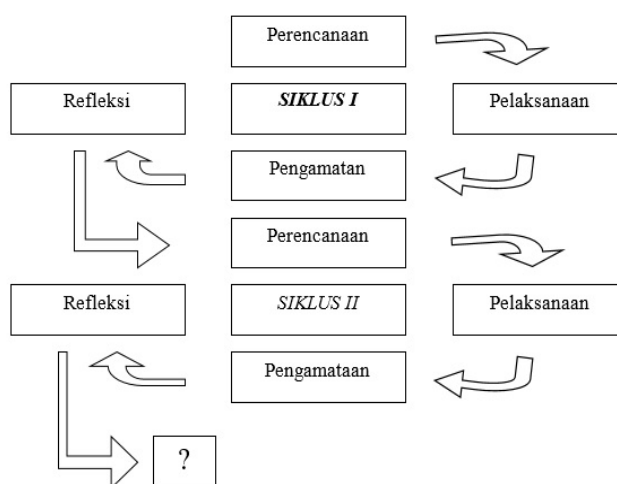 Perencanaan
Refleksi
SIKLUS I
Pelaksanaan
Pengamatan
Perencanaan
Refleksi
SIKLUS II
Pelaksanaan
Pengamataan
?